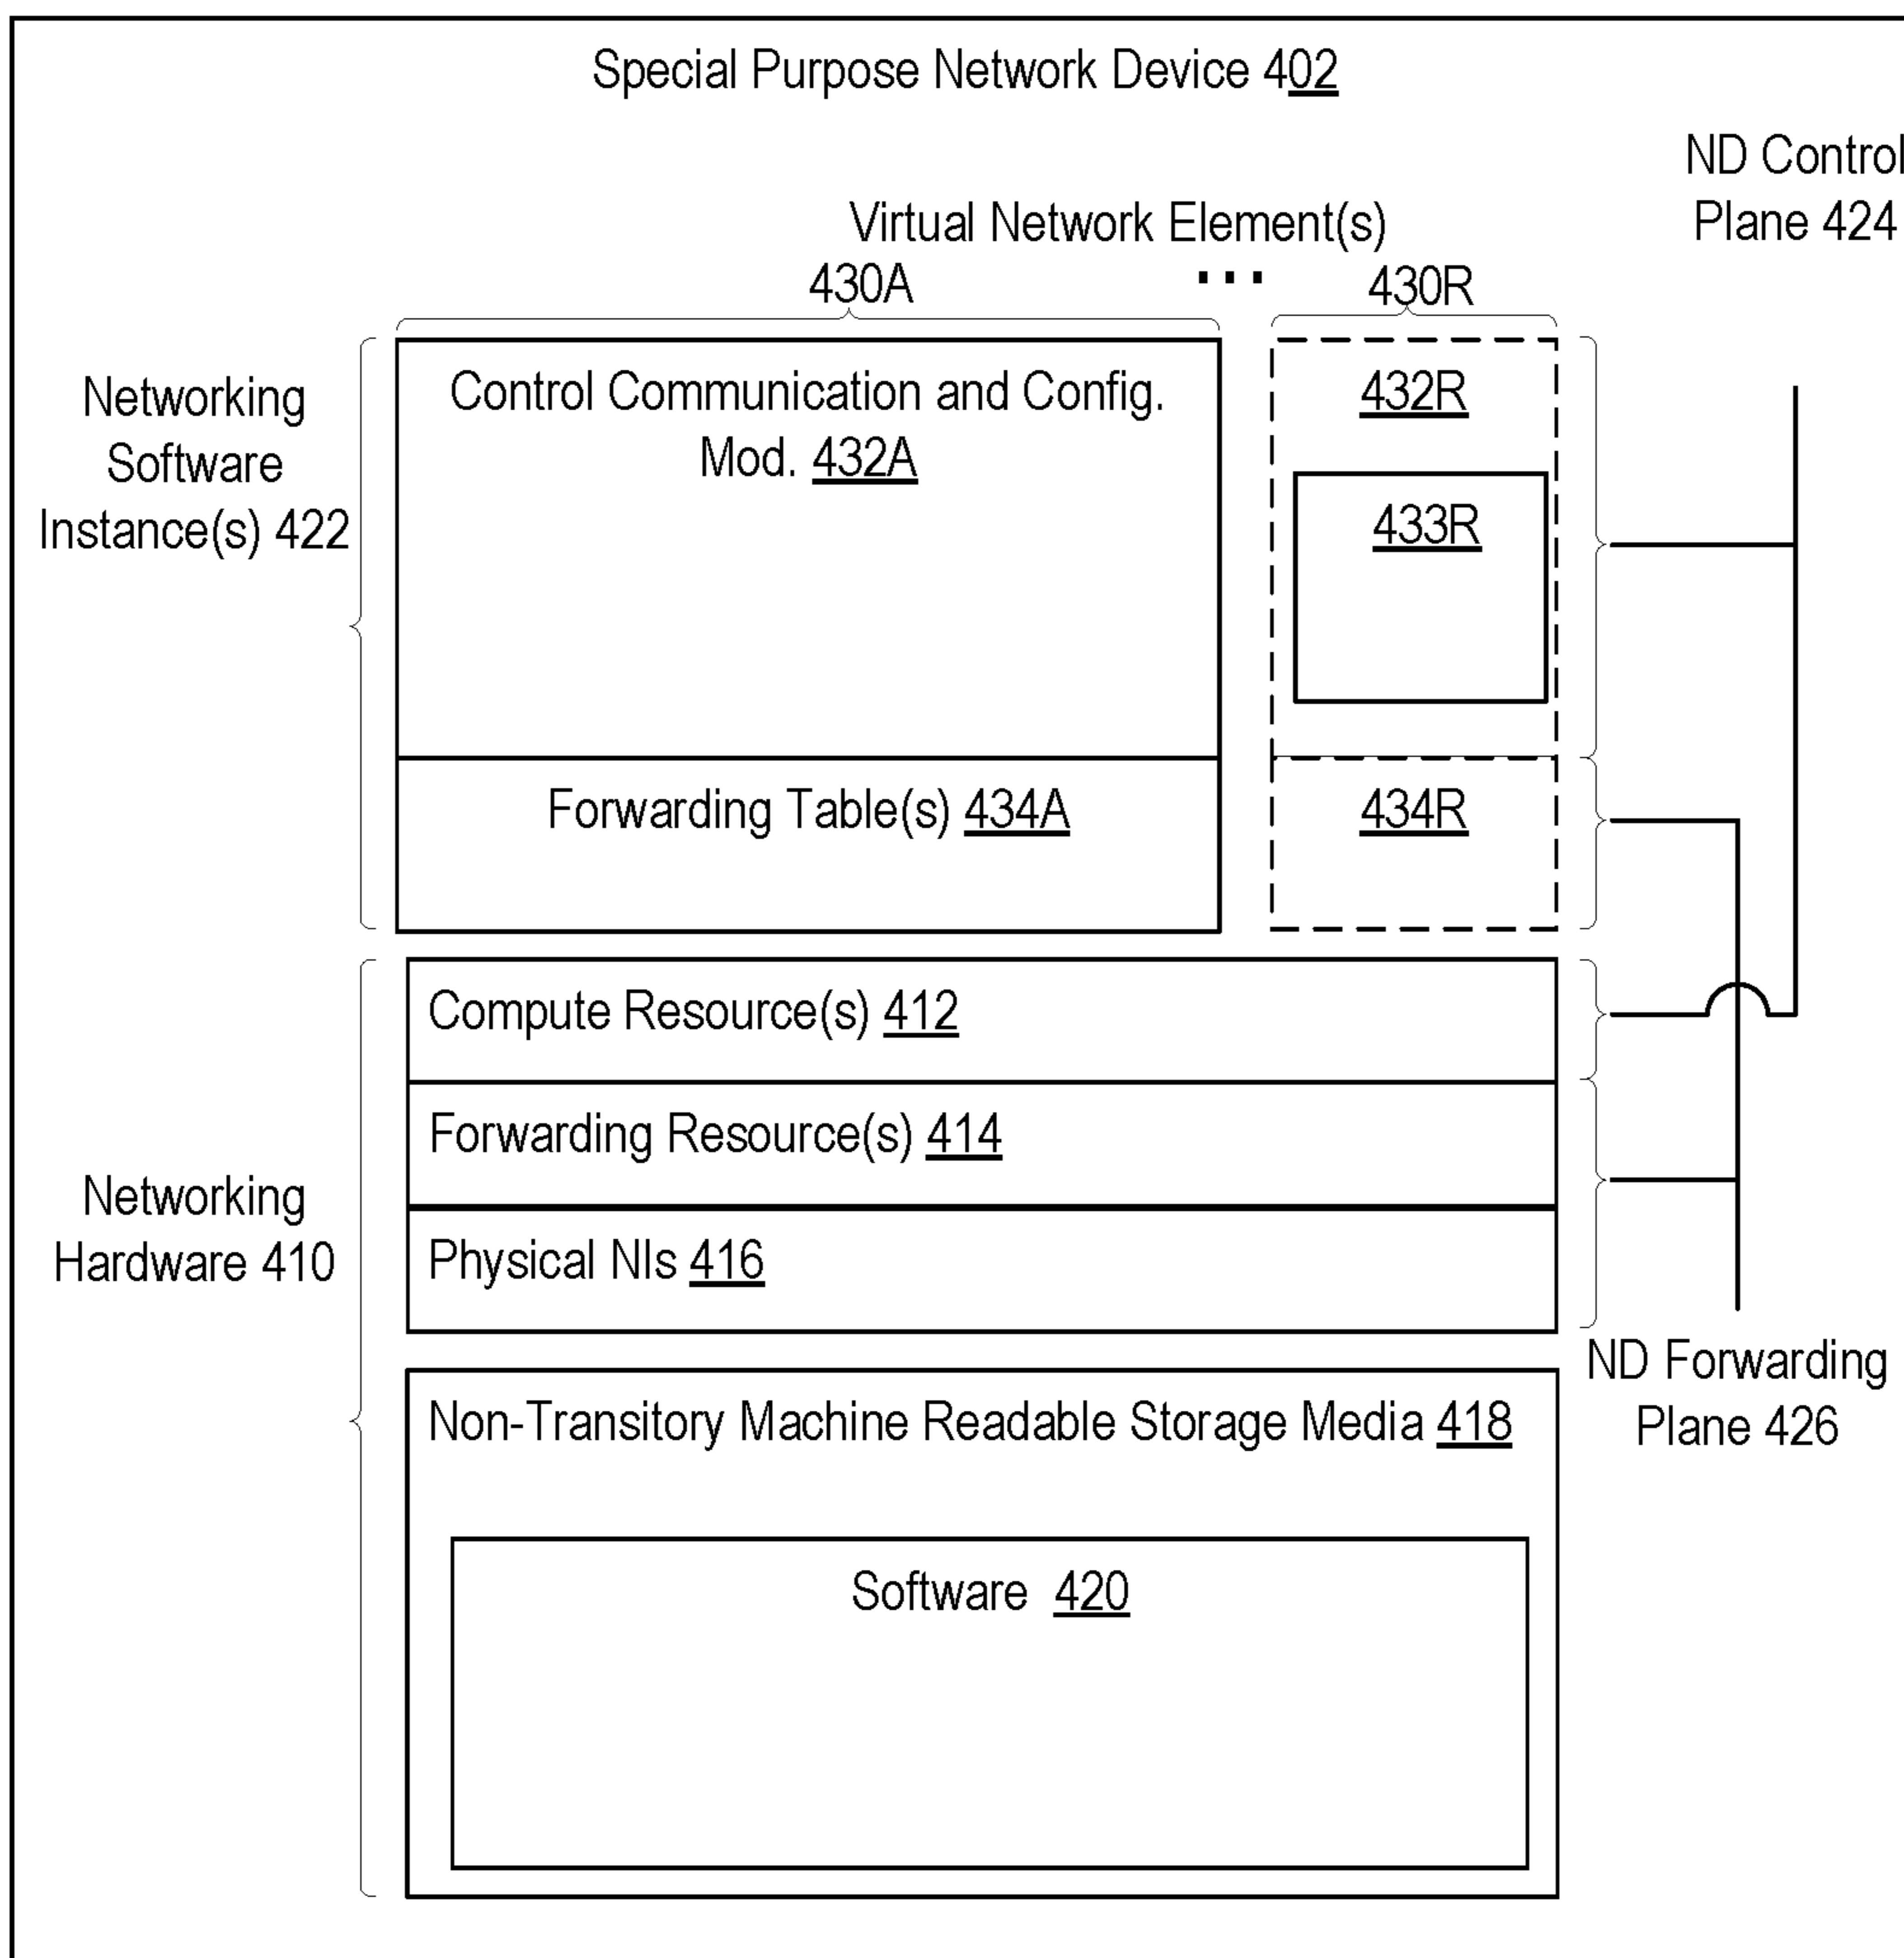 Special Purpose Network Device 402
ND Control
Plane 424
Virtual Network Element(s)
430A
...
430R
Networking
Software
Instance(s) 422
Control Communication and Config.
Mod. 432A
432R
433R
Forwarding Table(s) 434A
434R
Compute Resource(s) 412
Forwarding Resource(s) 414
Networking
Hardware 410
Physical NIs 416
ND Forwarding
Plane 426
Non-Transitory Machine Readable Storage Media 418
Software 420